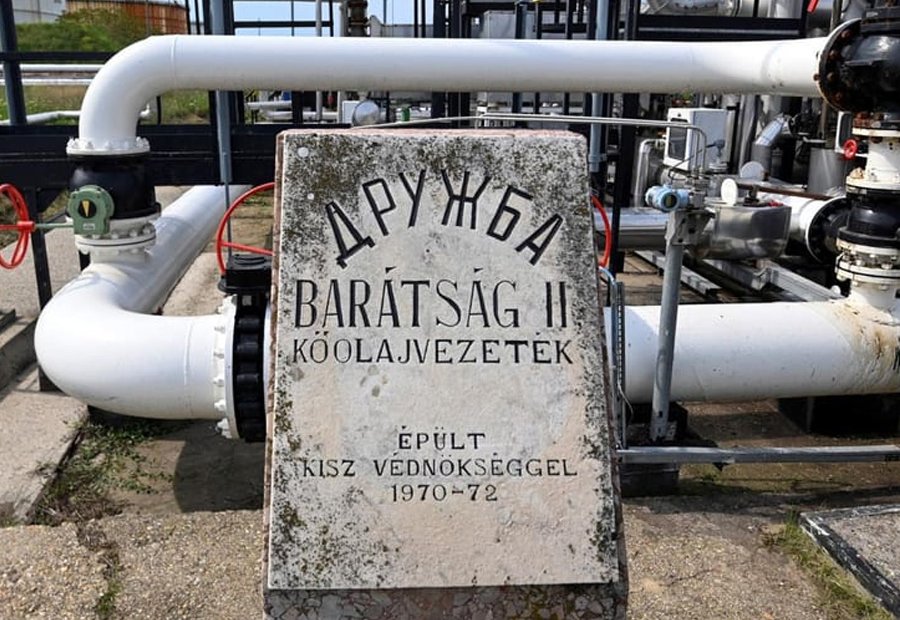 ДРУЖБА
BARÁTSÁG II
KŐOLAJVEZETÉK
ÉPÜLT
KISZ VÉDNÖKSÉGGEL
1970-72